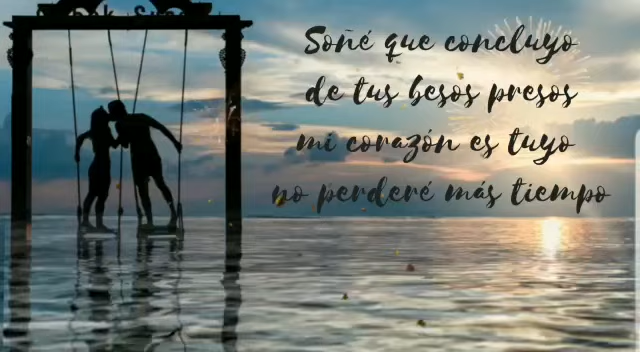 Soñé que concluyo
de tus besos presos
mi corazón es tuyo
no perderé más tiempo